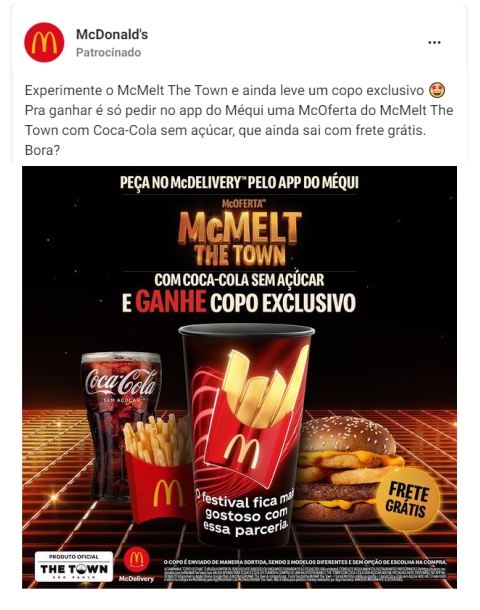 McDonald's
Patrocinado
Experimente o McMelt The Town e ainda leve um copo exclusivo
Pra ganhar é só pedir no app do Méqui uma McOferta do McMelt The
Town com Coca-Cola sem açúcar, que ainda sai com frete grátis.
Bora?
PEÇA NO McDELIVERY™ PELO APP DO MÉQUI
McOFERTA™
McMELT
THE TOWN
COM COCA-COLA SEM AÇÚCAR
E GANHE COPO EXCLUSIVO
Coca-Cola
SEM AÇÚCAR
O festival fica mais
gostoso com
essa parceria.
FRETE
GRÁTIS
PRODUTO OFICIAL
THE TOWN
SÃO PAULO
McDelivery
O COPO É ENVIADO DE MANEIRA SORTIDA, SENDO 2 MODELOS DIFERENTES E SEM OPÇÃO DE ESCOLHA NA COMPRA.